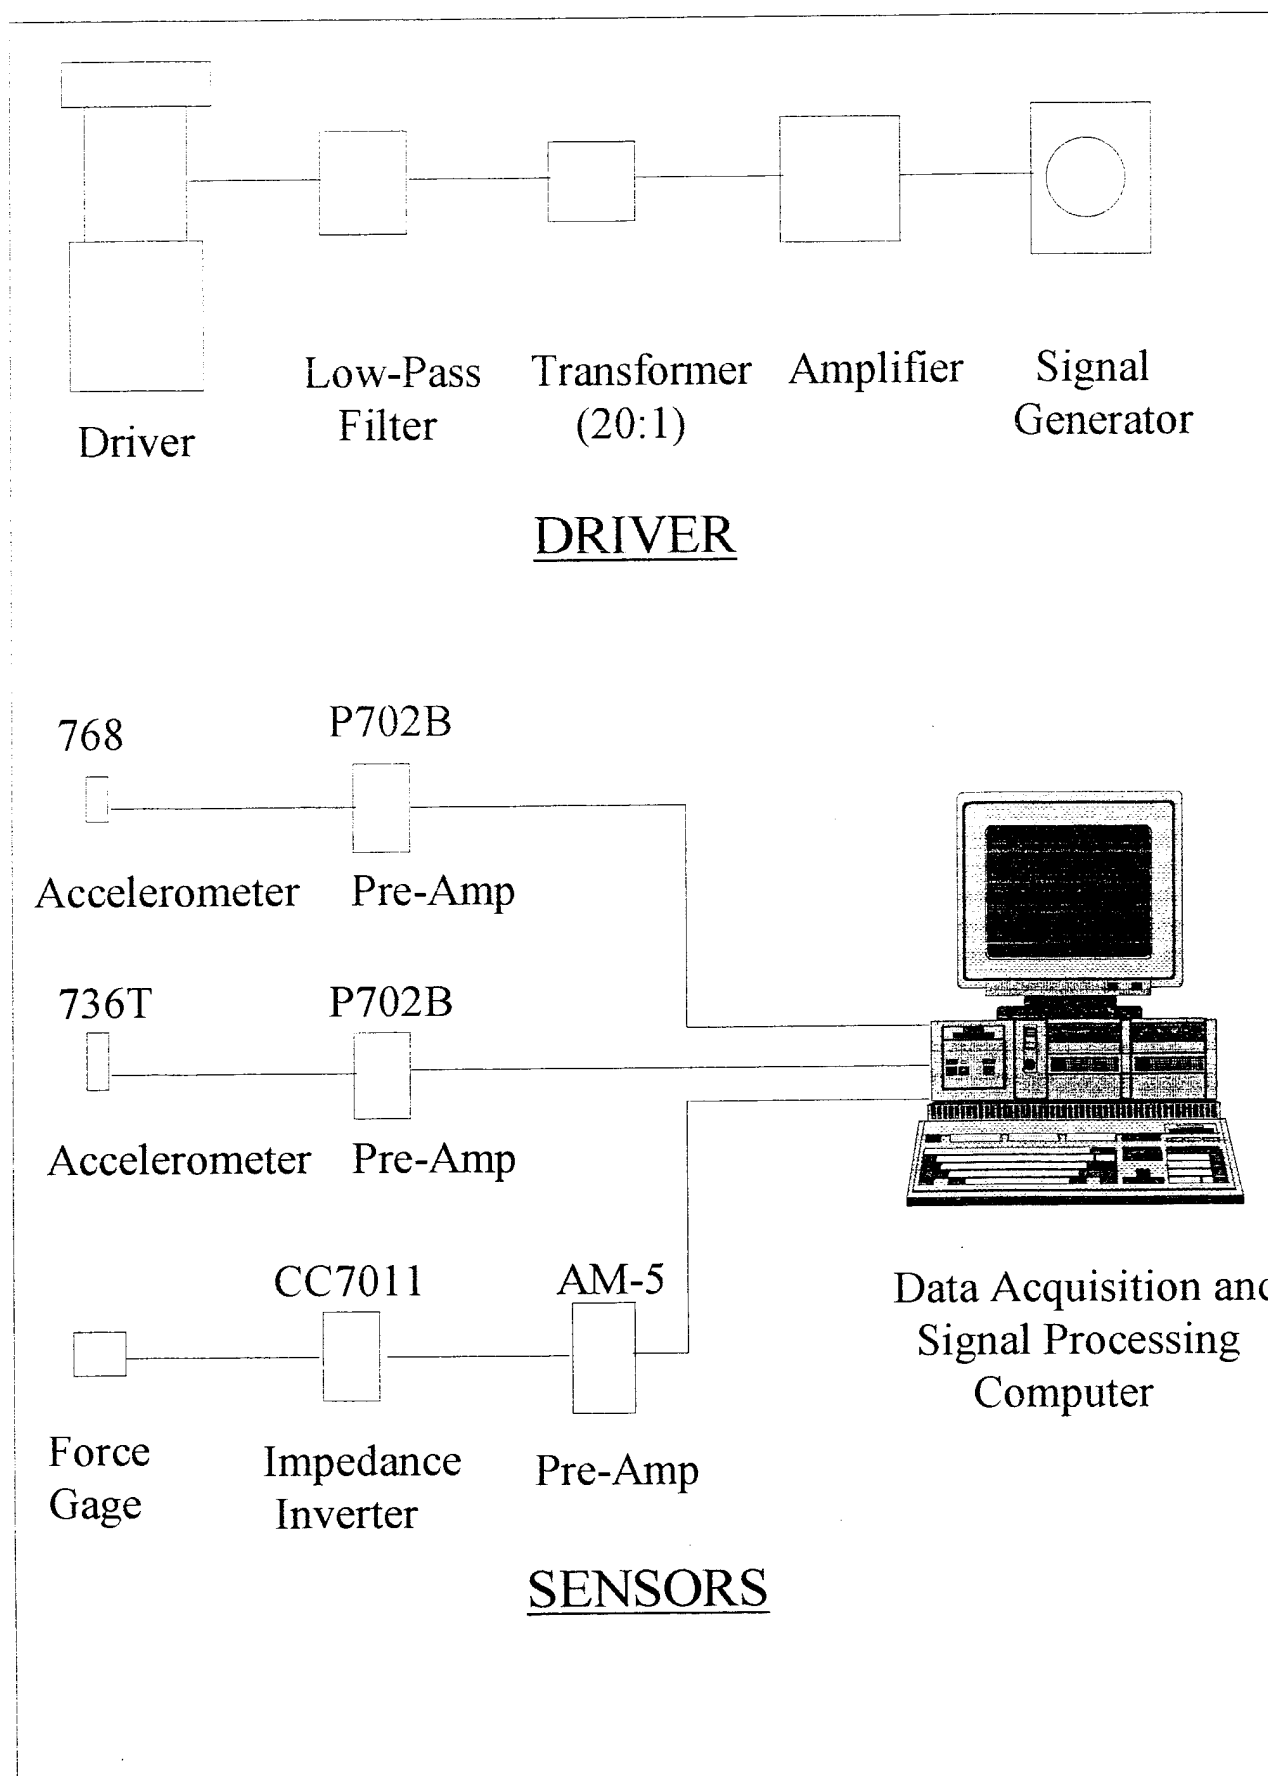 Driver
Low-Pass
Filter
Transformer
(20:1)
Amplifier
Signal
Generator
DRIVER
768
P702B
Accelerometer
Pre-Amp
736T
P702B
Accelerometer
Pre-Amp
CC7011
AM-5
Force
Gage
Impedance
Inverter
Pre-Amp
Data Acquisition an
Signal Processing
Computer
SENSORS